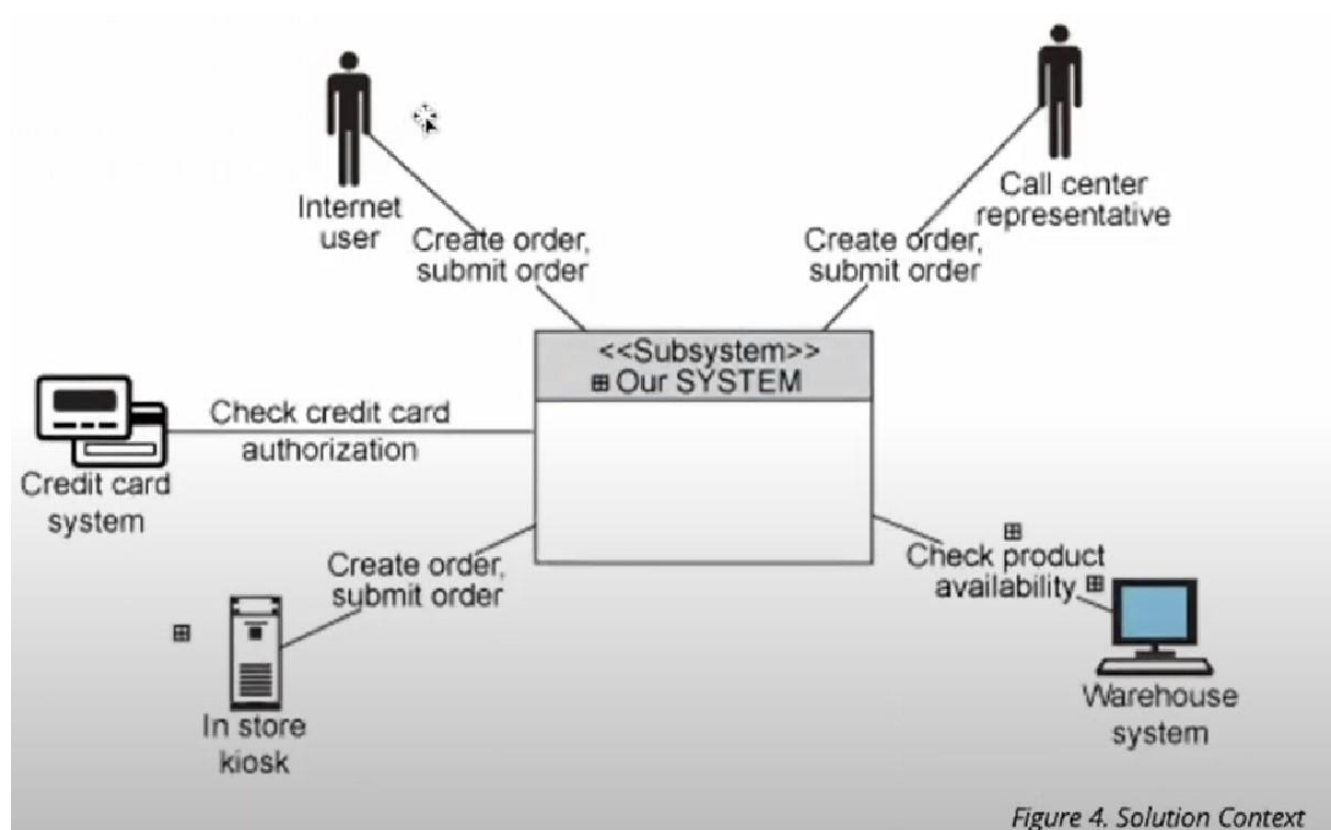 Internet
user
Call center
representative
Create order,
submit order
Create order,
submit order
<<Subsystem>>
Our SYSTEM
Check credit card
authorization
Credit card
system
Create order,
submit order
In store
kiosk
Check product
availability
Warehouse
system
Figure 4. Solution Context